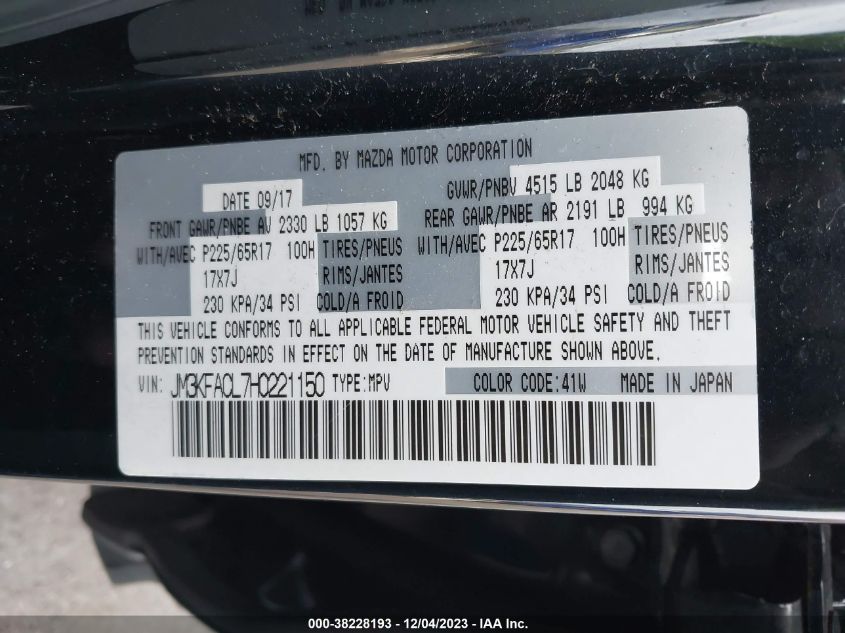 MFD. BY MAZDA MOTOR CORPORATION
DATE 09/17
GVWR/PNBV 4515 LB 2048 KG
FRONT GAWR/PNBE AV 2330 LB 1057 KG
REAR GAWR/PNBE AR 2191 LB 994 KG
WITH/AVEC P225/65R17 100H TIRES/PNEUS
WITH/AVEC P225/65R17 100H TIRES/PNEUS
17X7J RIMS/JANTES
17X7J RIMS/JANTES
230 KPA/34 PSI COLD/A FROID
230 KPA/34 PSI COLD/A FROID
THIS VEHICLE CONFORMS TO ALL APPLICABLE FEDERAL MOTOR VEHICLE SAFETY AND THEFT
PREVENTION STANDARDS IN EFFECT ON THE DATE OF MANUFACTURE SHOWN ABOVE.
VIN: JM3KFACL7H0221150 TYPE:MPV COLOR CODE:41W MADE IN JAPAN
000-38228193 - 12/04/2023 - IAA Inc.